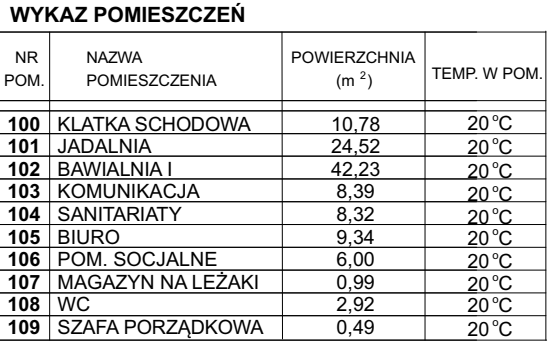 WYKAZ POMIESZCZEŃ
NR POM. NAZWA POMIESZCZENIA POWIERZCHNIA (m ²) TEMP. W POM.
100 KLATKA SCHODOWA 10,78 20 °C
101 JADALNIA 24,52 20 °C
102 BAWIALNIA I 42,23 20 °C
103 KOMUNIKACJA 8,39 20 °C
104 SANITARIATY 8,32 20 °C
105 BIURO 9,34 20 °C
106 POM. SOCJALNE 6,00 20 °C
107 MAGAZYN NA LEŻAKI 0,99 20 °C
108 WC 2,92 20 °C
109 SZAFA PORZĄDKOWA 0,49 20 °C